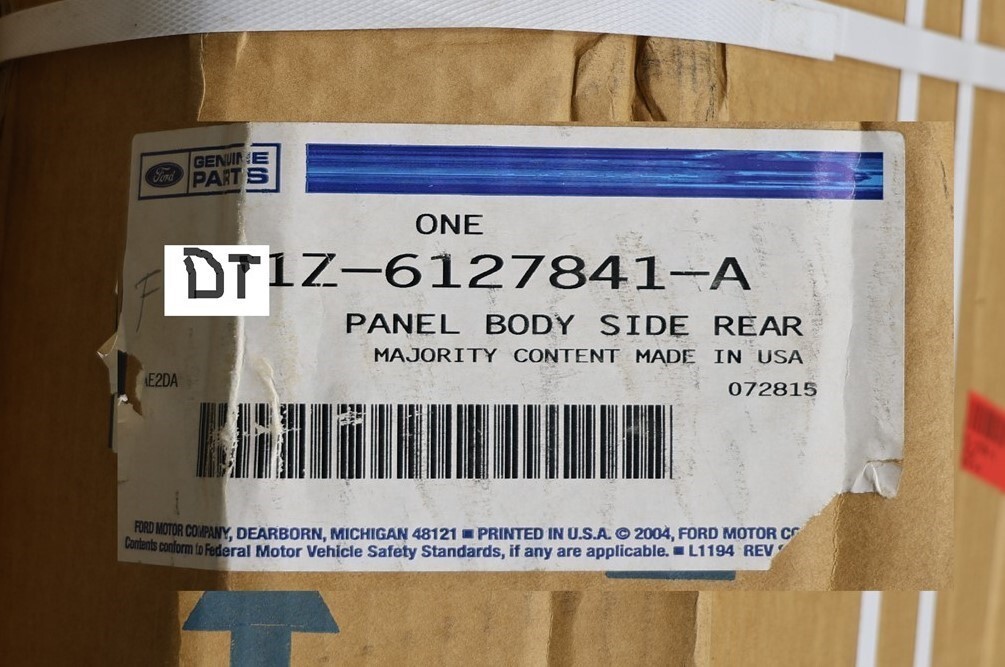 Ford GENUINE PARTS
ONE
DT1Z-6127841-A
F
PANEL BODY SIDE REAR
MAJORITY CONTENT MADE IN USA
AE2DA
072815
FORD MOTOR COMPANY, DEARBORN, MICHIGAN 48121 ■ PRINTED IN U.S.A. © 2004, FORD MOTOR CO
Contents conform to Federal Motor Vehicle Safety Standards, if any are applicable. ■ L1194 REV